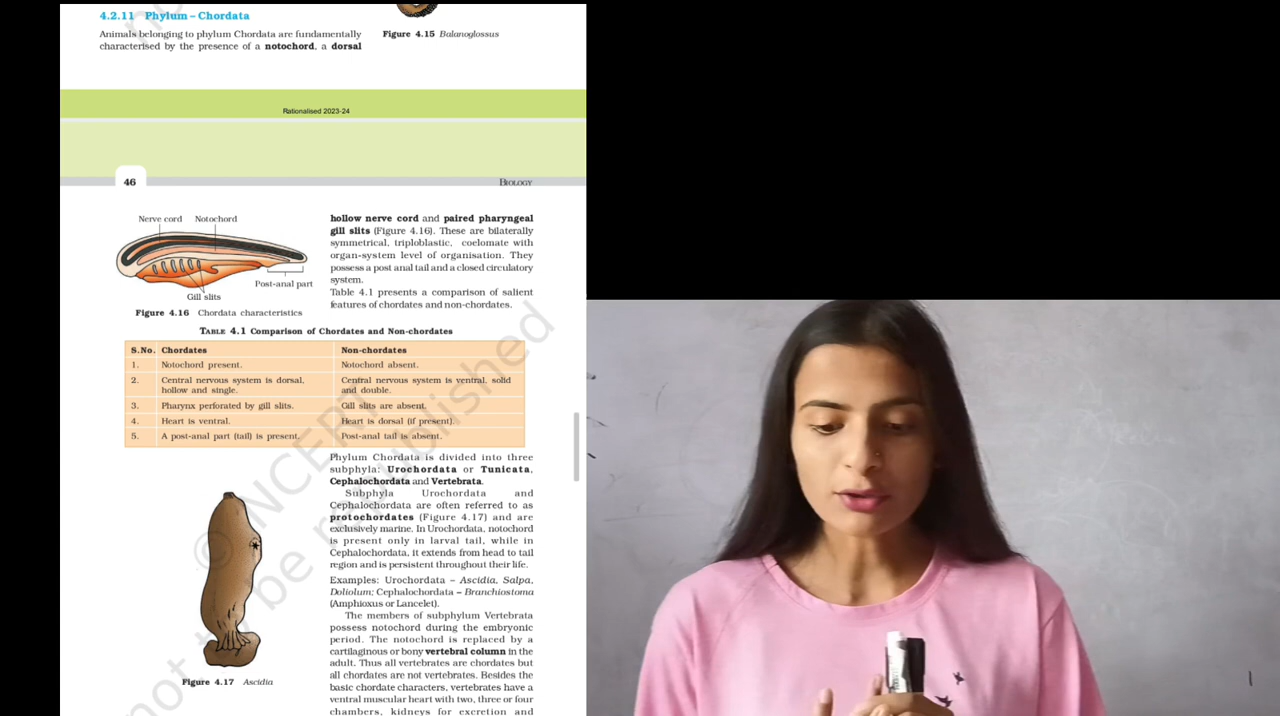 4.2.11 Phylum – Chordata
Animals belonging to phylum Chordata are fundamentally
characterised by the presence of a notochord, a dorsal
Figure 4.15 Balanoglossus
Rationalised 2023-24
46
BIOLOGY
Nerve cord Notochord
Post-anal part
Gill slits
Figure 4.16 Chordata characteristics
hollow nerve cord and paired pharyngeal
gill slits (Figure 4.16). These are bilaterally
symmetrical, triploblastic, coelomate with
organ-system level of organisation. They
possess a post anal tail and a closed circulatory
system.
Table 4.1 presents a comparison of salient
features of chordates and non-chordates.
TABLE 4.1 Comparison of Chordates and Non-chordates
S.No. Chordates Non-chordates
1. Notochord present. Notochord absent.
2. Central nervous system is dorsal, Central nervous system is ventral, solid
hollow and single. and double.
3. Pharynx perforated by gill slits. Gill slits are absent.
4. Heart is ventral. Heart is dorsal (if present).
5. A post-anal part (tail) is present. Post-anal tail is absent.
Phylum Chordata is divided into three
subphyla: Urochordata or Tunicata,
Cephalochordata and Vertebrata.
Subphyla Urochordata and
Cephalochordata are often referred to as
protochordates (Figure 4.17) and are
exclusively marine. In Urochordata, notochord
is present only in larval tail, while in
Cephalochordata, it extends from head to tail
region and is persistent throughout their life.
Examples: Urochordata – Ascidia, Salpa,
Doliolum; Cephalochordata – Branchiostoma
(Amphioxus or Lancelet).
The members of subphylum Vertebrata
possess notochord during the embryonic
period. The notochord is replaced by a
cartilaginous or bony vertebral column in the
adult. Thus all vertebrates are chordates but
all chordates are not vertebrates. Besides the
basic chordate characters, vertebrates have a
ventral muscular heart with two, three or four
chambers, kidneys for excretion and
Figure 4.17 Ascidia
© NCERT
not to be republished